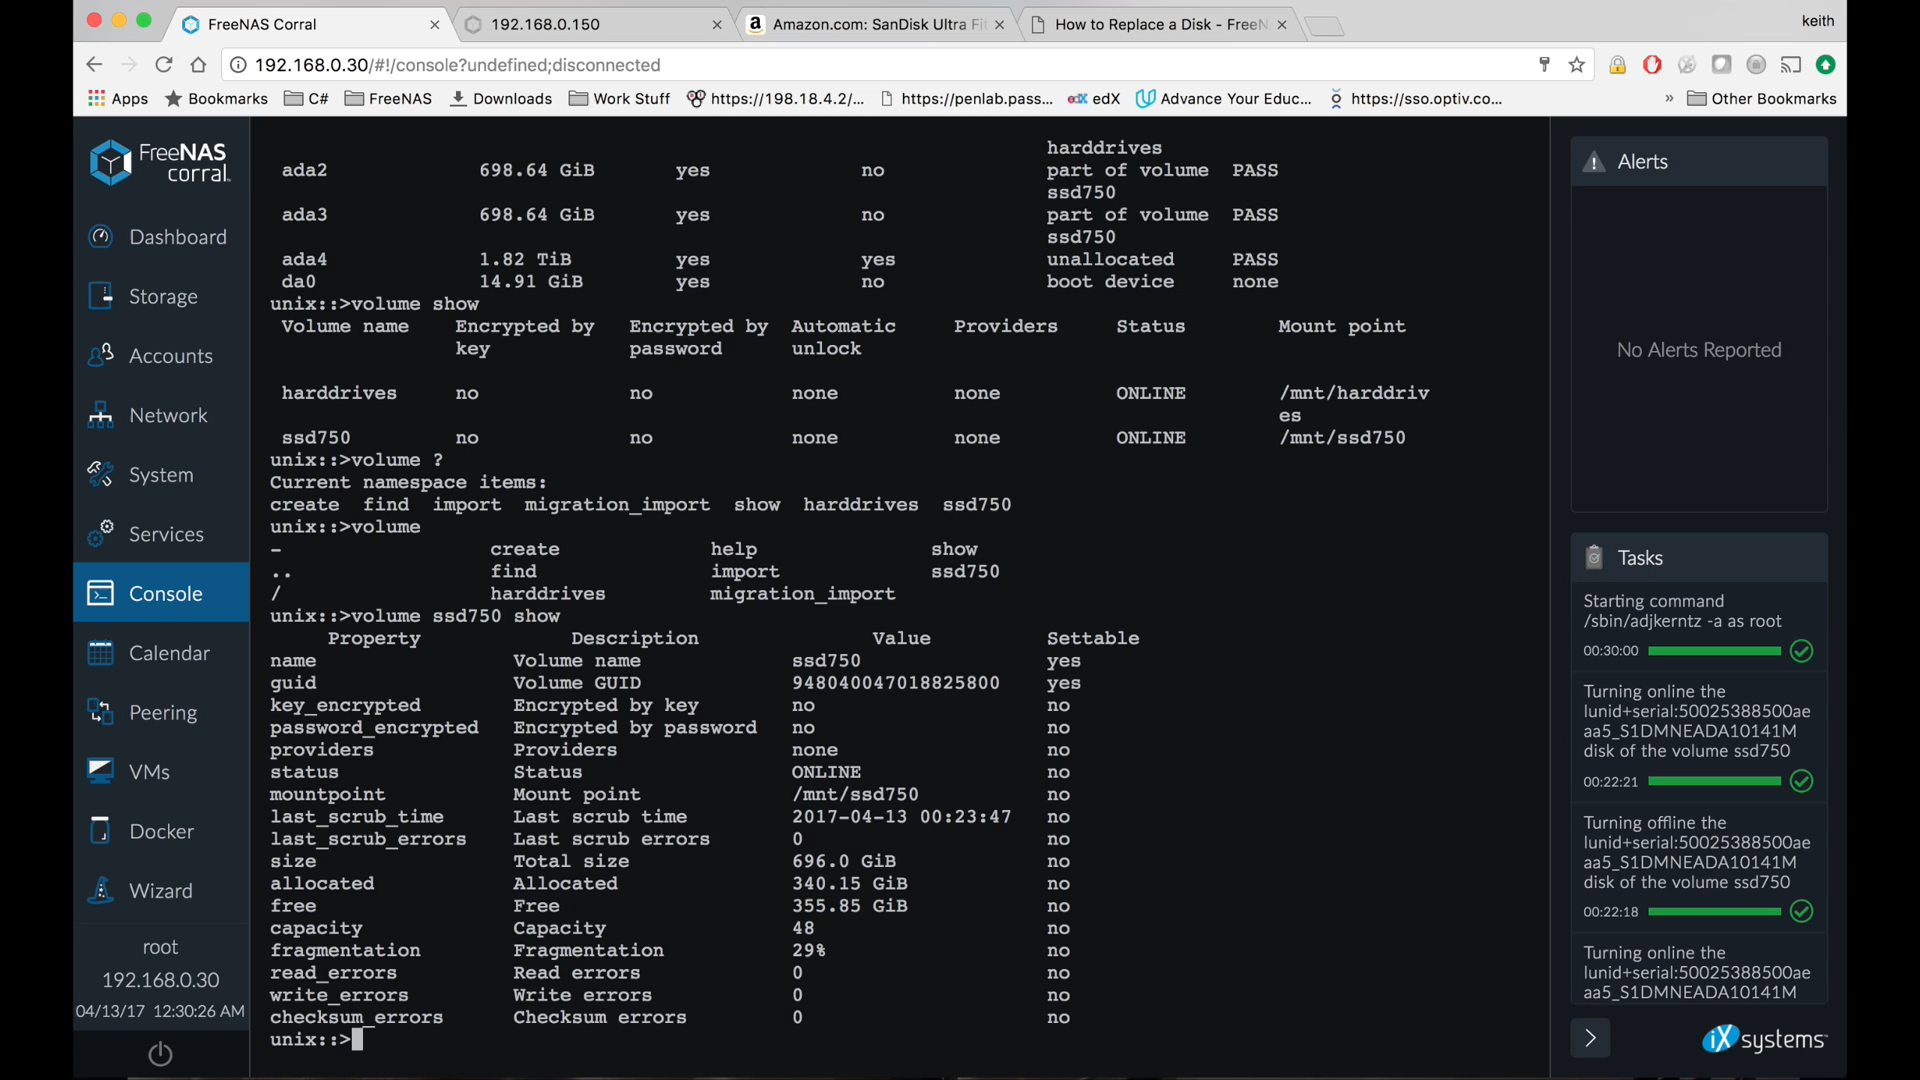 FreeNAS Corral
192.168.0.150
Amazon.com: SanDisk Ultra Fi
How to Replace a Disk - FreeN
keith
192.168.0.30/#!/console?undefined;disconnected
Apps
Bookmarks
C#
FreeNAS
Downloads
Work Stuff
https://198.18.4.2/...
https://penlab.pass...
edX
edX
Advance Your Educ...
https://sso.optiv.co...
»
Other Bookmarks
FreeNAS
corral
Dashboard
Storage
Accounts
Network
System
Services
Console
Calendar
Peering
VMs
Docker
Wizard
root
192.168.0.30
04/13/17 12:30:26 AM
harddrives
ada2 698.64 GiB yes no part of volume PASS
ssd750
ada3 698.64 GiB yes no part of volume PASS
ssd750
ada4 1.82 TiB yes yes unallocated PASS
da0 14.91 GiB yes no boot device none
unix::>volume show
Volume name Encrypted by Encrypted by Automatic Providers Status Mount point
key password unlock
harddrives no no none none ONLINE /mnt/harddriv
es
ssd750 no no none none ONLINE /mnt/ssd750
unix::>volume ?
Current namespace items:
create find import migration_import show harddrives ssd750
unix::>volume
- create help show
.. find import ssd750
/ harddrives migration_import
unix::>volume ssd750 show
Property Description Value Settable
name Volume name ssd750 yes
guid Volume GUID 948040047018825800 yes
key_encrypted Encrypted by key no no
password_encrypted Encrypted by password no no
providers Providers none no
status Status ONLINE no
mountpoint Mount point /mnt/ssd750 no
last_scrub_time Last scrub time 2017-04-13 00:23:47 no
last_scrub_errors Last scrub errors 0 no
size Total size 696.0 GiB no
allocated Allocated 340.15 GiB no
free Free 355.85 GiB no
capacity Capacity 48 no
fragmentation Fragmentation 29% no
read_errors Read errors 0 no
write_errors Write errors 0 no
checksum_errors Checksum errors 0 no
unix::>
Alerts
No Alerts Reported
Tasks
Starting command
/sbin/adjkerntz -a as root
00:30:00
Turning online the
lunid+serial:50025388500ae
aa5_S1DMNEADA10141M
disk of the volume ssd750
00:22:21
Turning offline the
lunid+serial:50025388500ae
aa5_S1DMNEADA10141M
disk of the volume ssd750
00:22:18
Turning online the
lunid+serial:50025388500ae
aa5_S1DMNEADA10141M
iXsystems